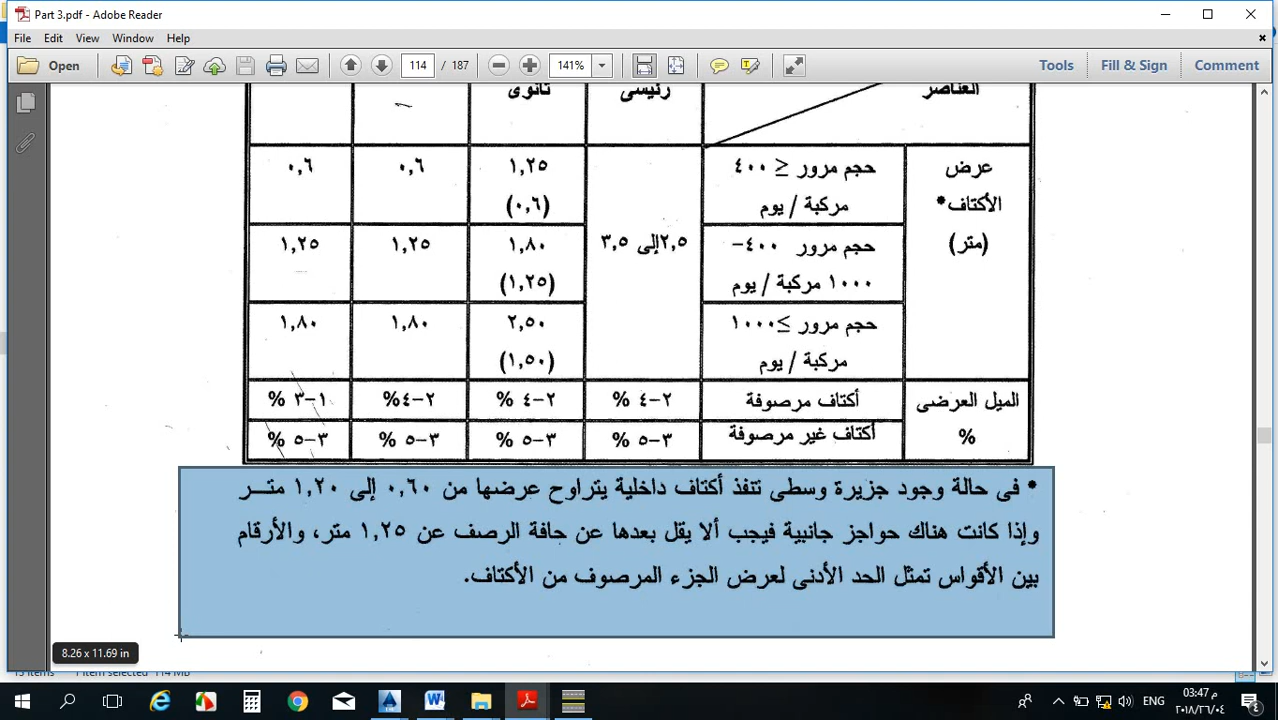 Part 3.pdf - Adobe Reader
File Edit View Window Help
Open 114 / 187 141% Tools Fill & Sign Comment
العناصر رئيسى ثانوى
عرض الأكتاف* (متر)
حجم مرور ≤ ٤٠٠ ١,٢٥ ٠,٦ ٠,٦
مركبة / يوم (٠,٦)
حجم مرور ٤٠٠– ٢,٥إلى ٣,٥ ١,٨٠ ١,٢٥ ١,٢٥
١٠٠٠ مركبة / يوم (١,٢٥)
حجم مرور ≥١٠٠٠ ٢,٥٠ ١,٨٠ ١,٨٠
مركبة / يوم (١,٥٠)
الميل العرضى أكتاف مرصوفة ٢–٤ % ٢–٤ % ٢–٤% ١–٣ %
% أكتاف غير مرصوفة ٣–٥ % ٣–٥ % ٣–٥ % ٣–٥ %
• فى حالة وجود جزيرة وسطى تنفذ أكتاف داخلية يتراوح عرضها من ٠,٦٠ إلى ١,٢٠ متـــر
وإذا كانت هناك حواجز جانبية فيجب ألا يقل بعدها عن حافة الرصف عن ١,٢٥ متر، والأرقام
بين الأقواس تمثل الحد الأدنى لعرض الجزء المرصوف من الأكتاف.
8.26 x 11.69 in
ENG
٠٣:٤٧ م